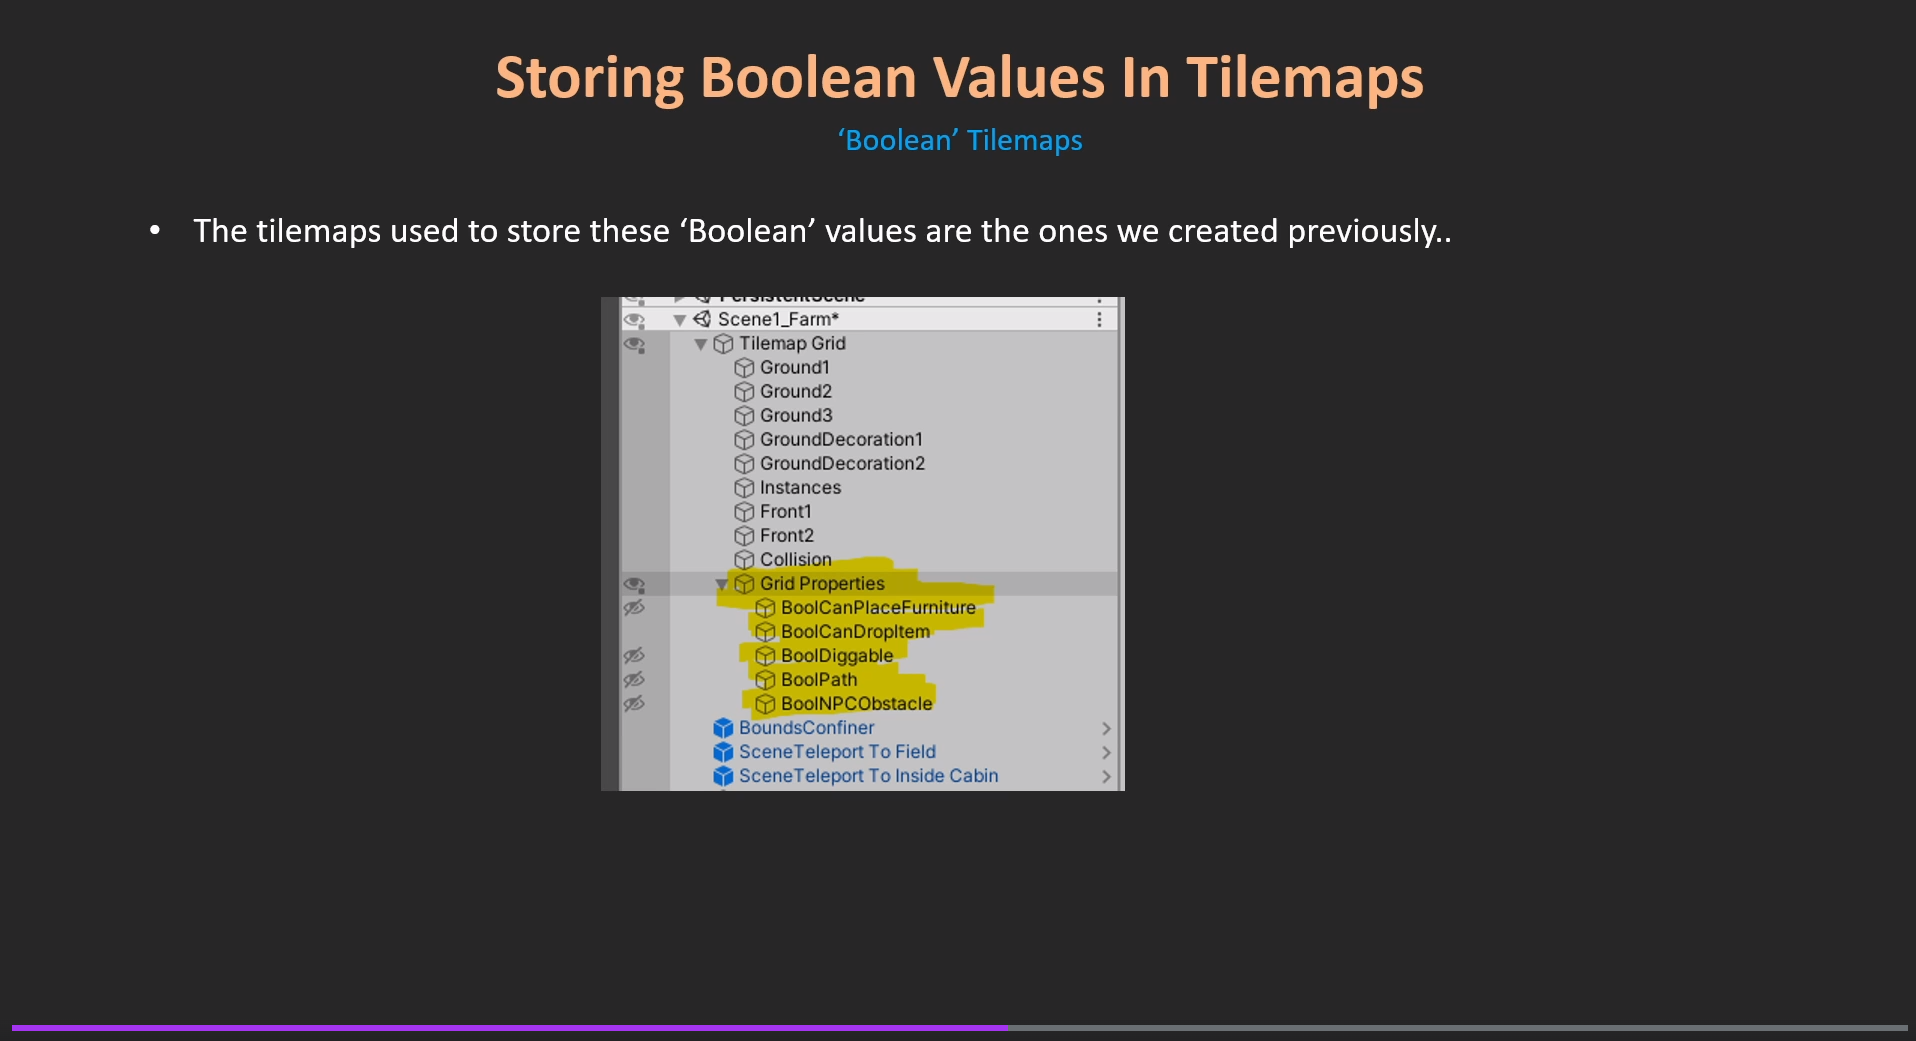 Storing Boolean Values In Tilemaps
‘Boolean’ Tilemaps
• The tilemaps used to store these ‘Boolean’ values are the ones we created previously..
PersistentScene
Scene1_Farm*
Tilemap Grid
Ground1
Ground2
Ground3
GroundDecoration1
GroundDecoration2
Instances
Front1
Front2
Collision
Grid Properties
BoolCanPlaceFurniture
BoolCanDropItem
BoolDiggable
BoolPath
BoolNPCObstacle
BoundsConfiner
SceneTeleport To Field
SceneTeleport To Inside Cabin